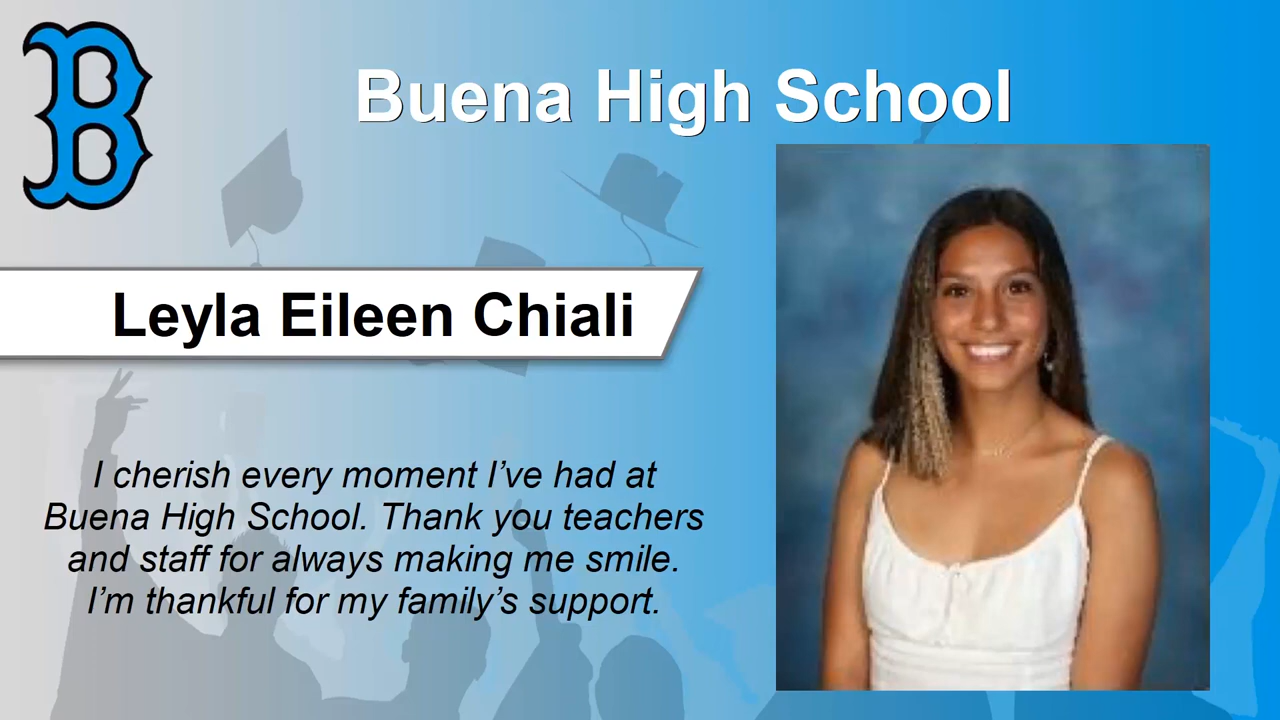 B
Buena High School
Leyla Eileen Chiali
I cherish every moment I’ve had at
Buena High School. Thank you teachers
and staff for always making me smile.
I’m thankful for my family’s support.